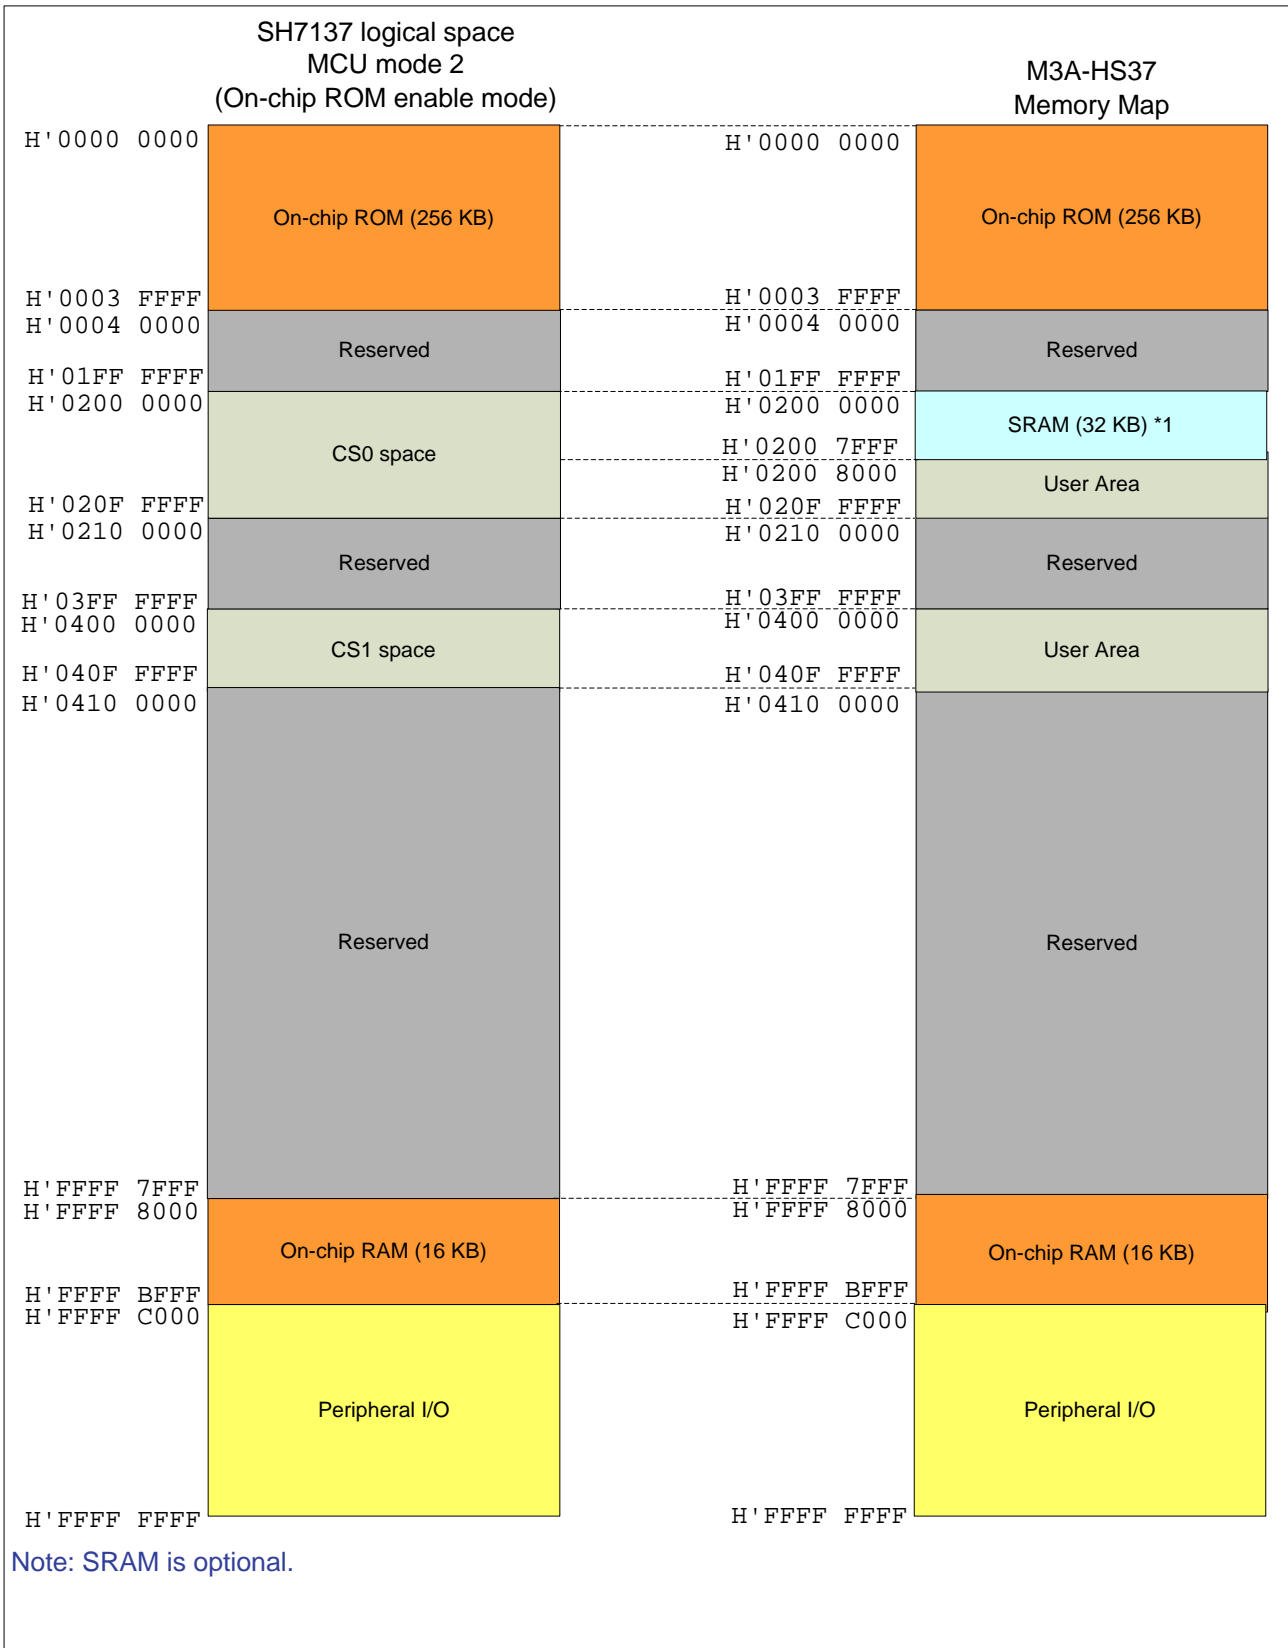 SH7137 logical space
MCU mode 2
(On-chip ROM enable mode)
M3A-HS37
Memory Map
H'0000 0000
On-chip ROM (256 KB)
H'0003 FFFF
H'0004 0000
Reserved
H'01FF FFFF
H'0200 0000
CS0 space
H'020F FFFF
H'0210 0000
Reserved
H'03FF FFFF
H'0400 0000
CS1 space
H'040F FFFF
H'0410 0000
Reserved
H'FFFF 7FFF
H'FFFF 8000
On-chip RAM (16 KB)
H'FFFF BFFF
H'FFFF C000
Peripheral I/O
H'FFFF FFFF
H'0000 0000
On-chip ROM (256 KB)
H'0003 FFFF
H'0004 0000
Reserved
H'01FF FFFF
H'0200 0000
SRAM (32 KB) *1
H'0200 7FFF
H'0200 8000
User Area
H'020F FFFF
H'0210 0000
Reserved
H'03FF FFFF
H'0400 0000
User Area
H'040F FFFF
H'0410 0000
Reserved
H'FFFF 7FFF
H'FFFF 8000
On-chip RAM (16 KB)
H'FFFF BFFF
H'FFFF C000
Peripheral I/O
H'FFFF FFFF
Note: SRAM is optional.